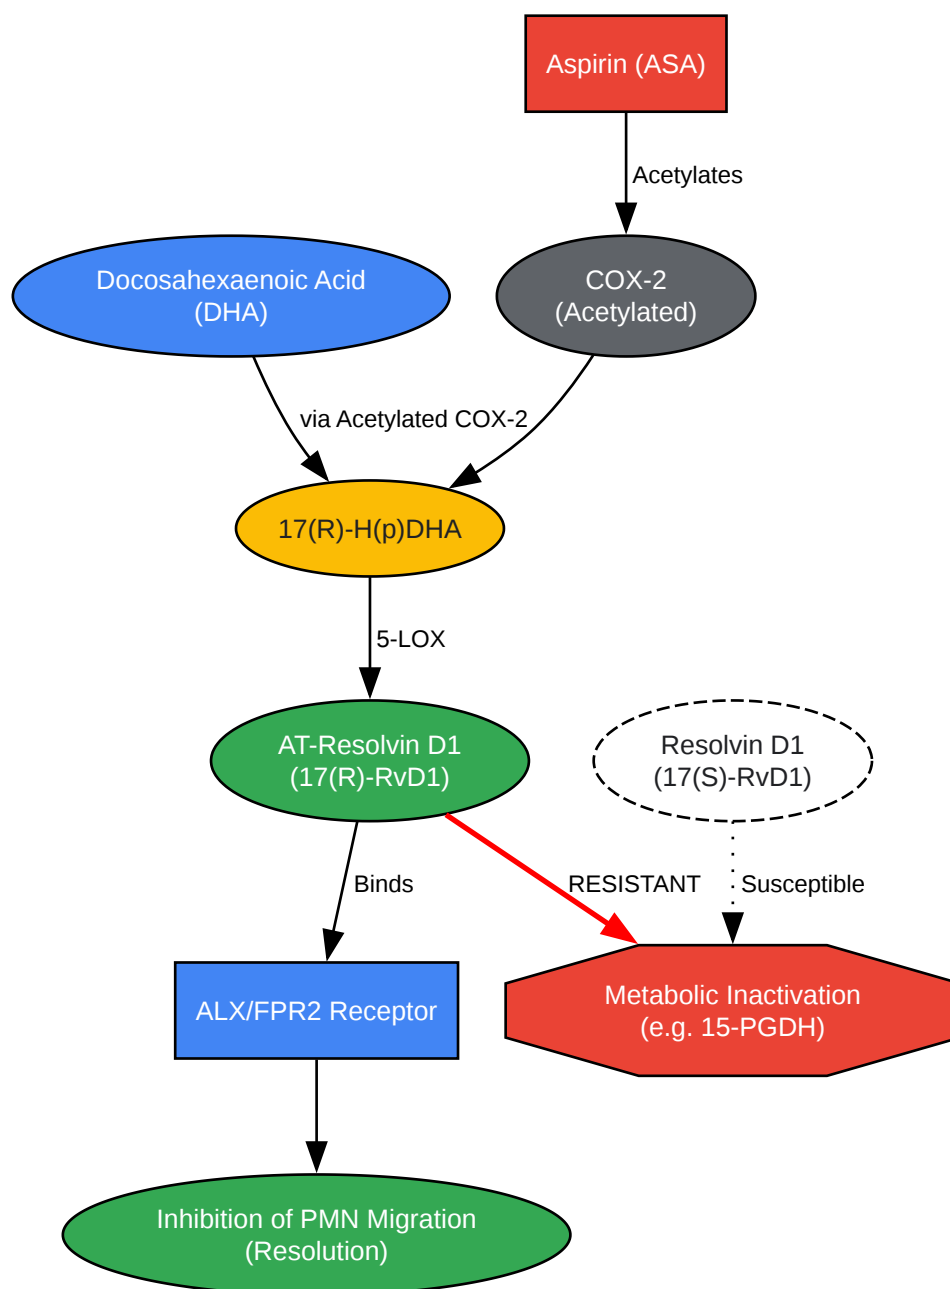 Aspirin (ASA)
Acetylates
Docosahexaenoic Acid
(DHA)
COX-2
(Acetylated)
via Acetylated COX-2
17(R)-H(p)DHA
5-LOX
AT-Resolvin D1
(17(R)-RvD1)
Resolvin D1
(17(S)-RvD1)
Binds
RESISTANT
Susceptible
ALX/FPR2 Receptor
Metabolic Inactivation
(e.g. 15-PGDH)
Inhibition of PMN Migration
(Resolution)